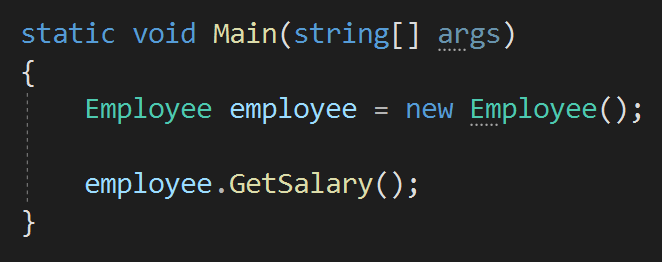 static void Main(string[] args)
{
Employee employee = new Employee();
employee.GetSalary();
}